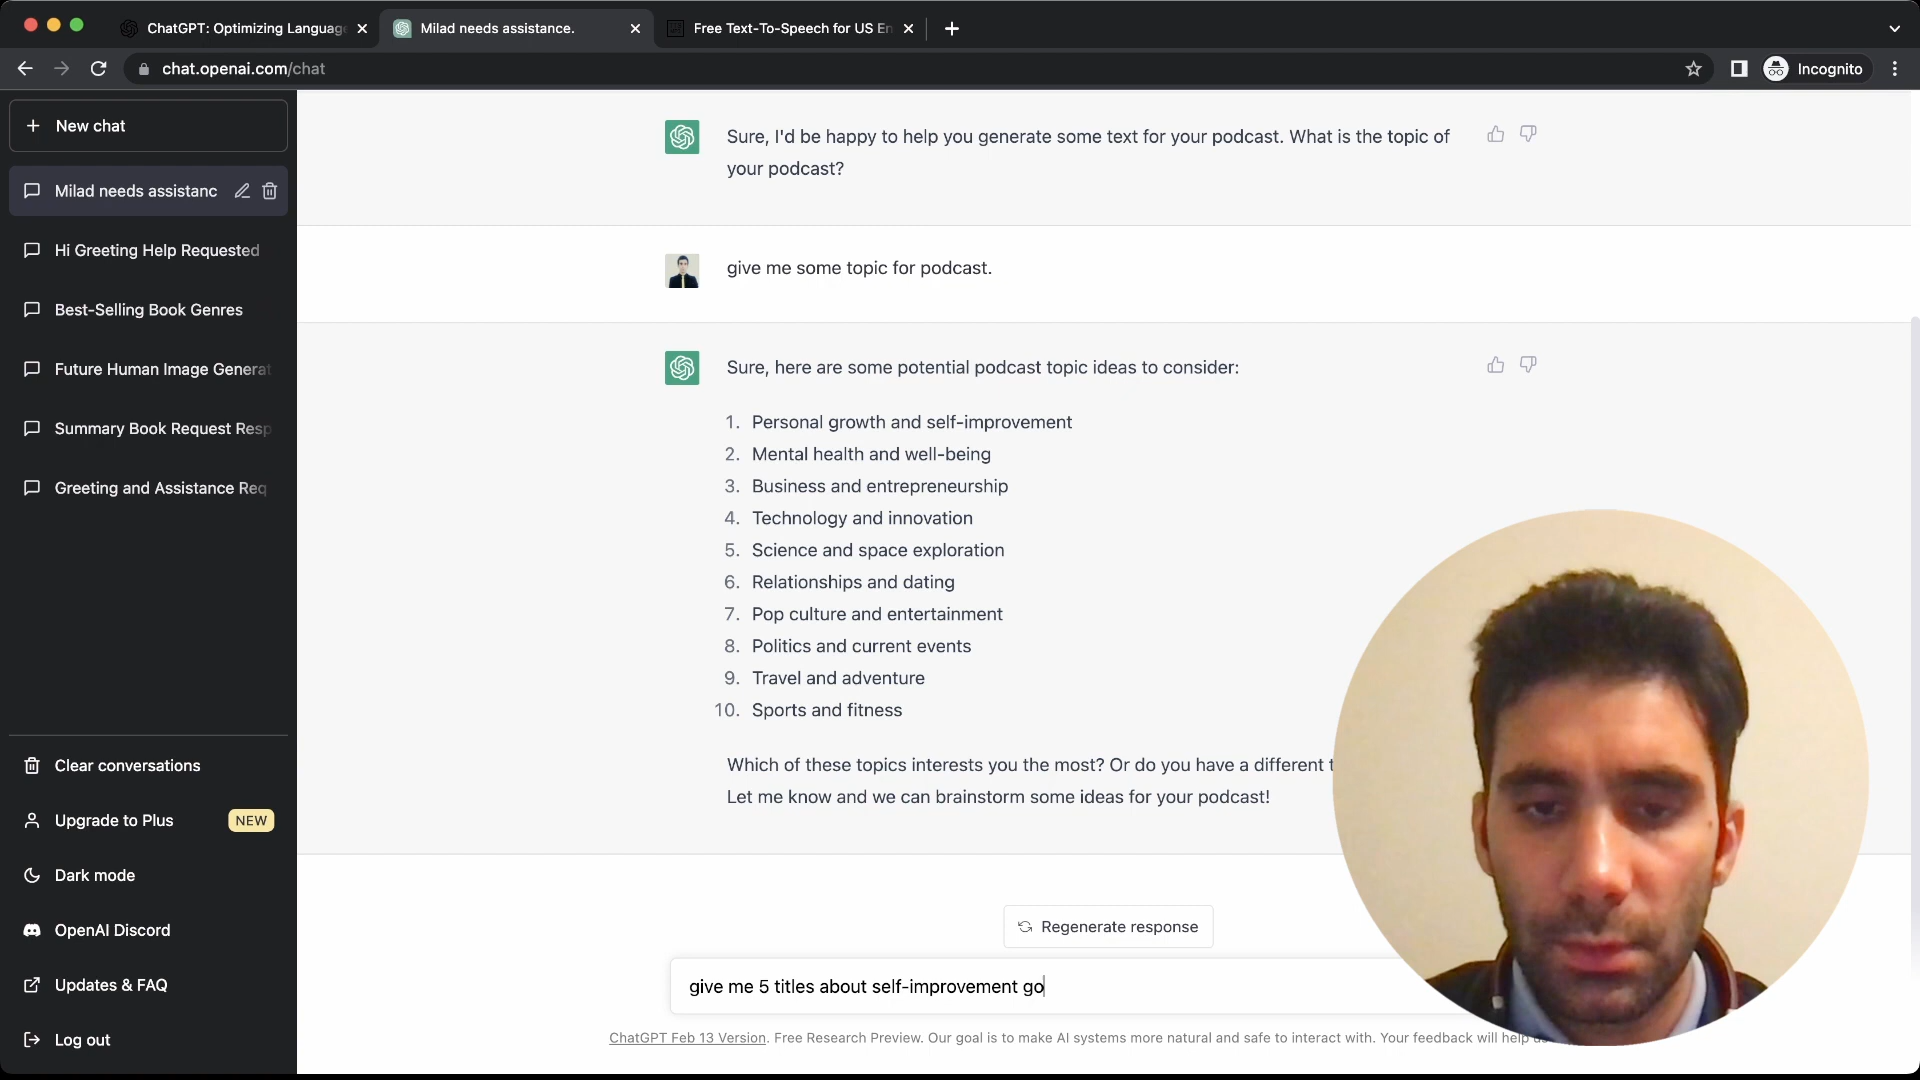 ChatGPT: Optimizing Language
Milad needs assistance.
Free Text-To-Speech for US En
chat.openai.com/chat
Incognito
New chat
Milad needs assistanc
Hi Greeting Help Requested
Best-Selling Book Genres
Future Human Image Generat
Summary Book Request Resp
Greeting and Assistance Req
Clear conversations
Upgrade to Plus NEW
Dark mode
OpenAI Discord
Updates & FAQ
Log out
Sure, I'd be happy to help you generate some text for your podcast. What is the topic of
your podcast?
give me some topic for podcast.
Sure, here are some potential podcast topic ideas to consider:
1. Personal growth and self-improvement
2. Mental health and well-being
3. Business and entrepreneurship
4. Technology and innovation
5. Science and space exploration
6. Relationships and dating
7. Pop culture and entertainment
8. Politics and current events
9. Travel and adventure
10. Sports and fitness
Which of these topics interests you the most? Or do you have a different t
Let me know and we can brainstorm some ideas for your podcast!
Regenerate response
give me 5 titles about self-improvement go
ChatGPT Feb 13 Version. Free Research Preview. Our goal is to make AI systems more natural and safe to interact with. Your feedback will help us